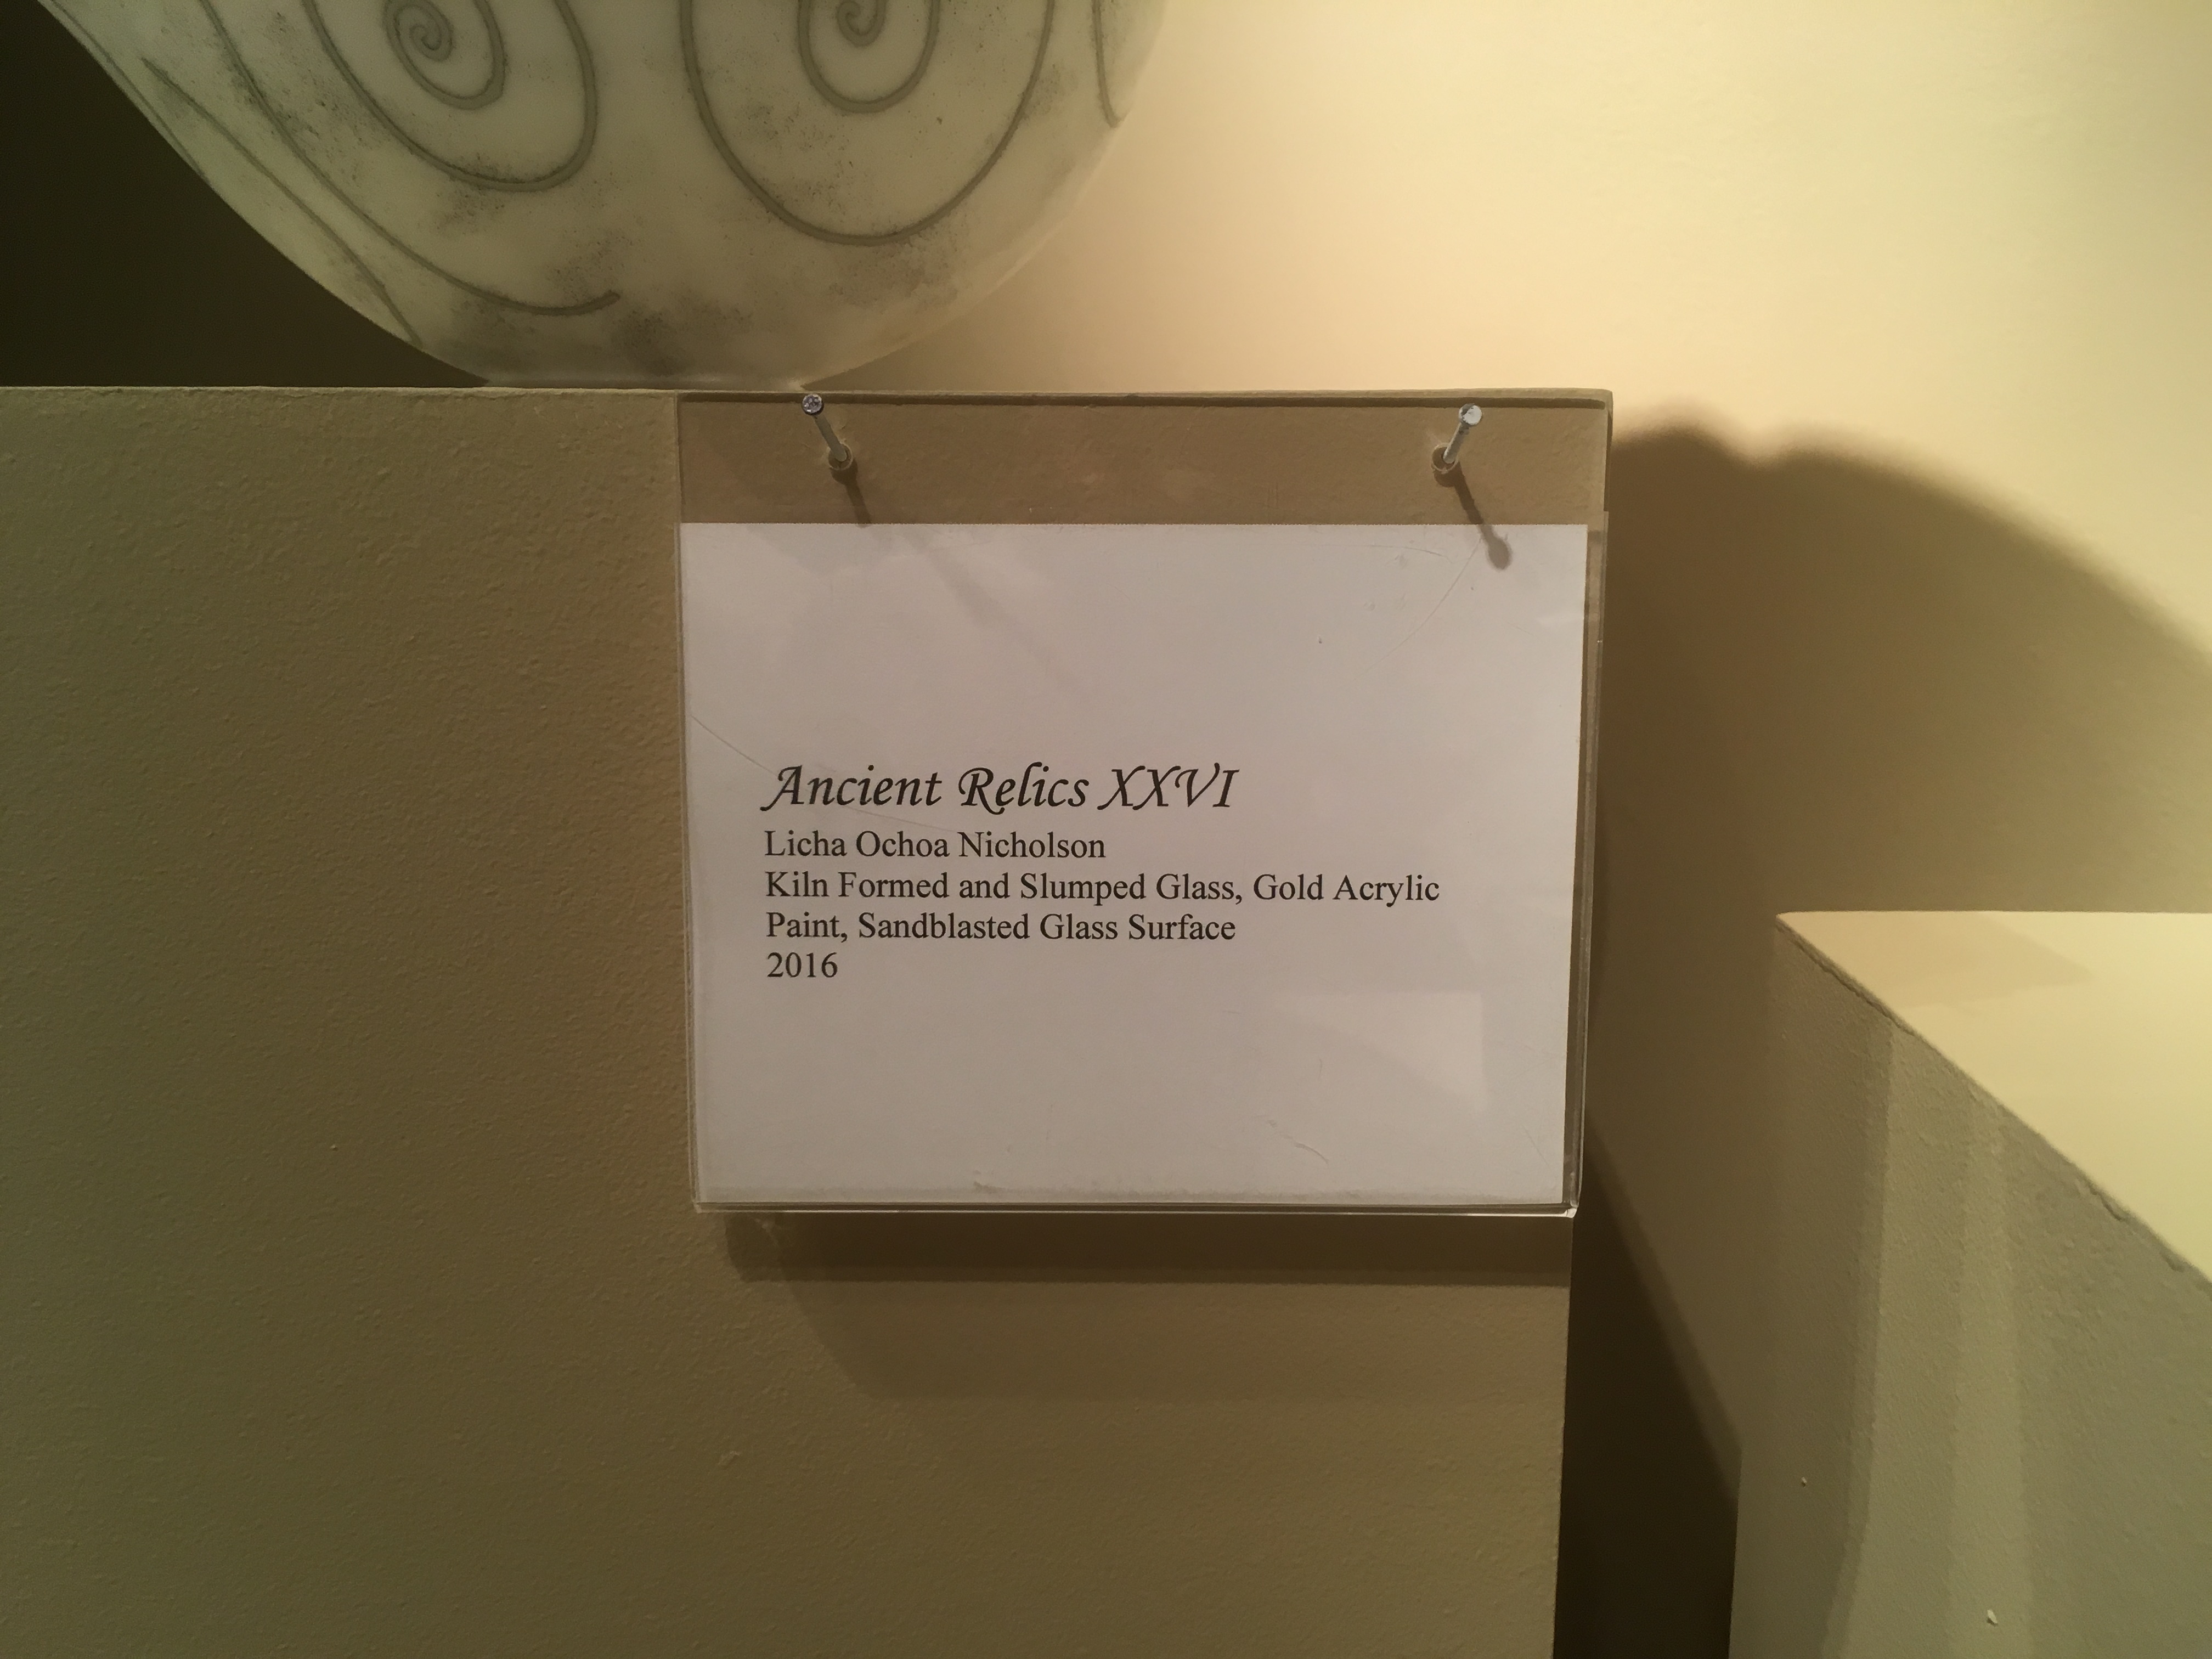 Ancient Relics XXVI
Licha Ochoa Nicholson
Kiln Formed and Slumped Glass, Gold Acrylic
Paint, Sandblasted Glass Surface
2016